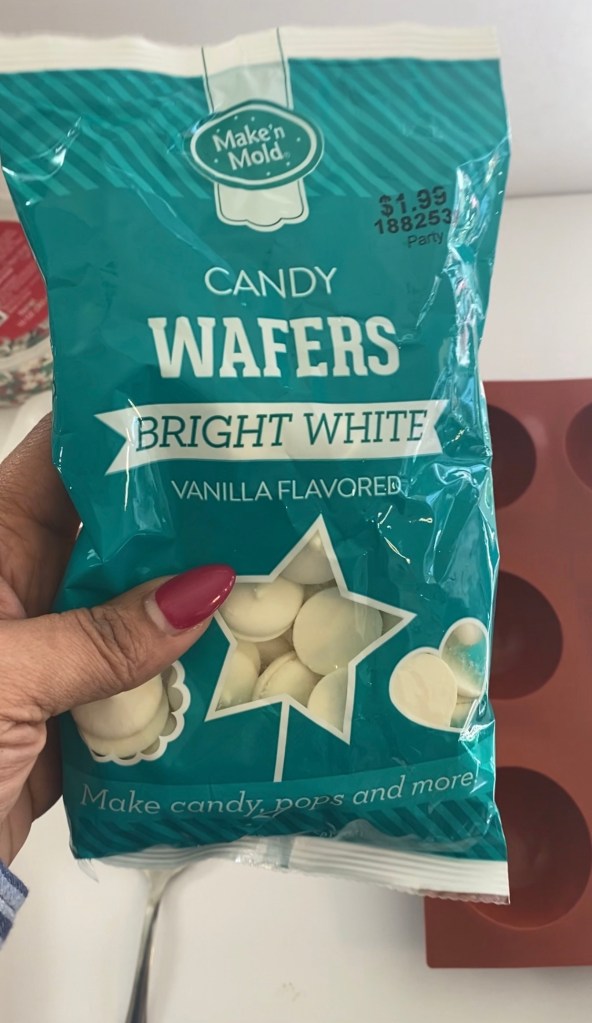 Make'n
Mold®
$1.99
188253
Party
CANDY
WAFERS
BRIGHT WHITE
VANILLA FLAVORED
Make candy, pops and more!